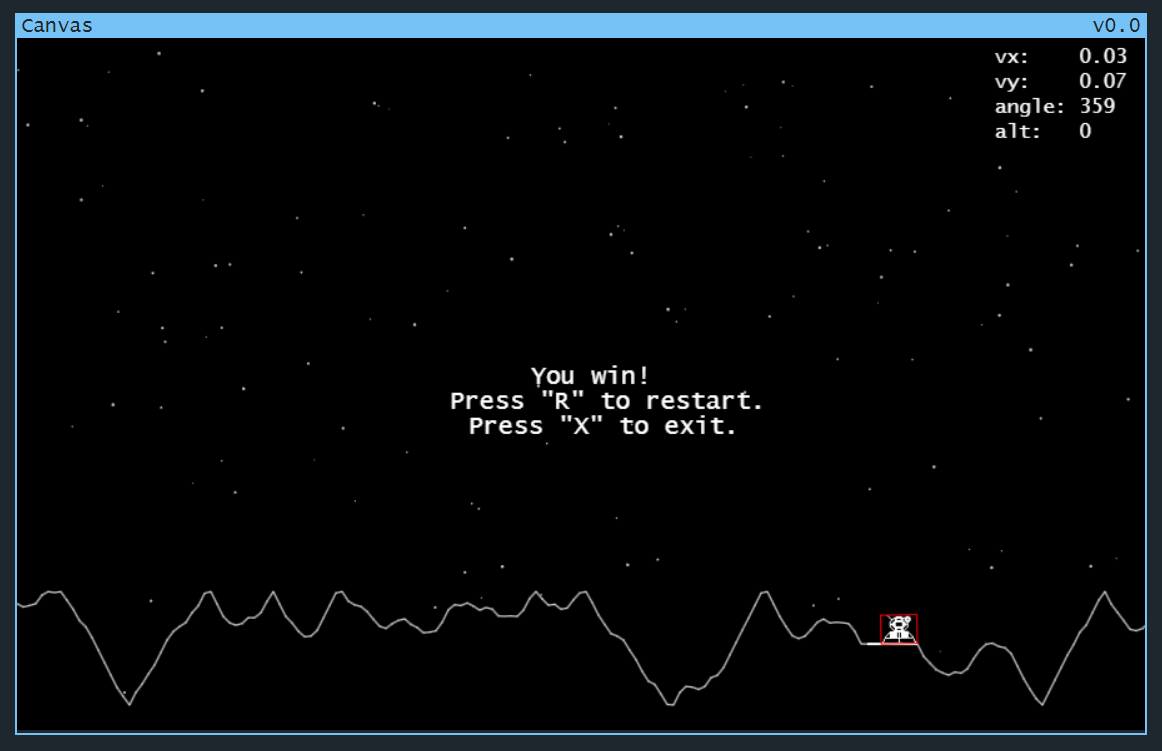 Canvas v0.0
vx: 0.03
vy: 0.07
angle: 359
alt: 0
You win!
Press "R" to restart.
Press "X" to exit.